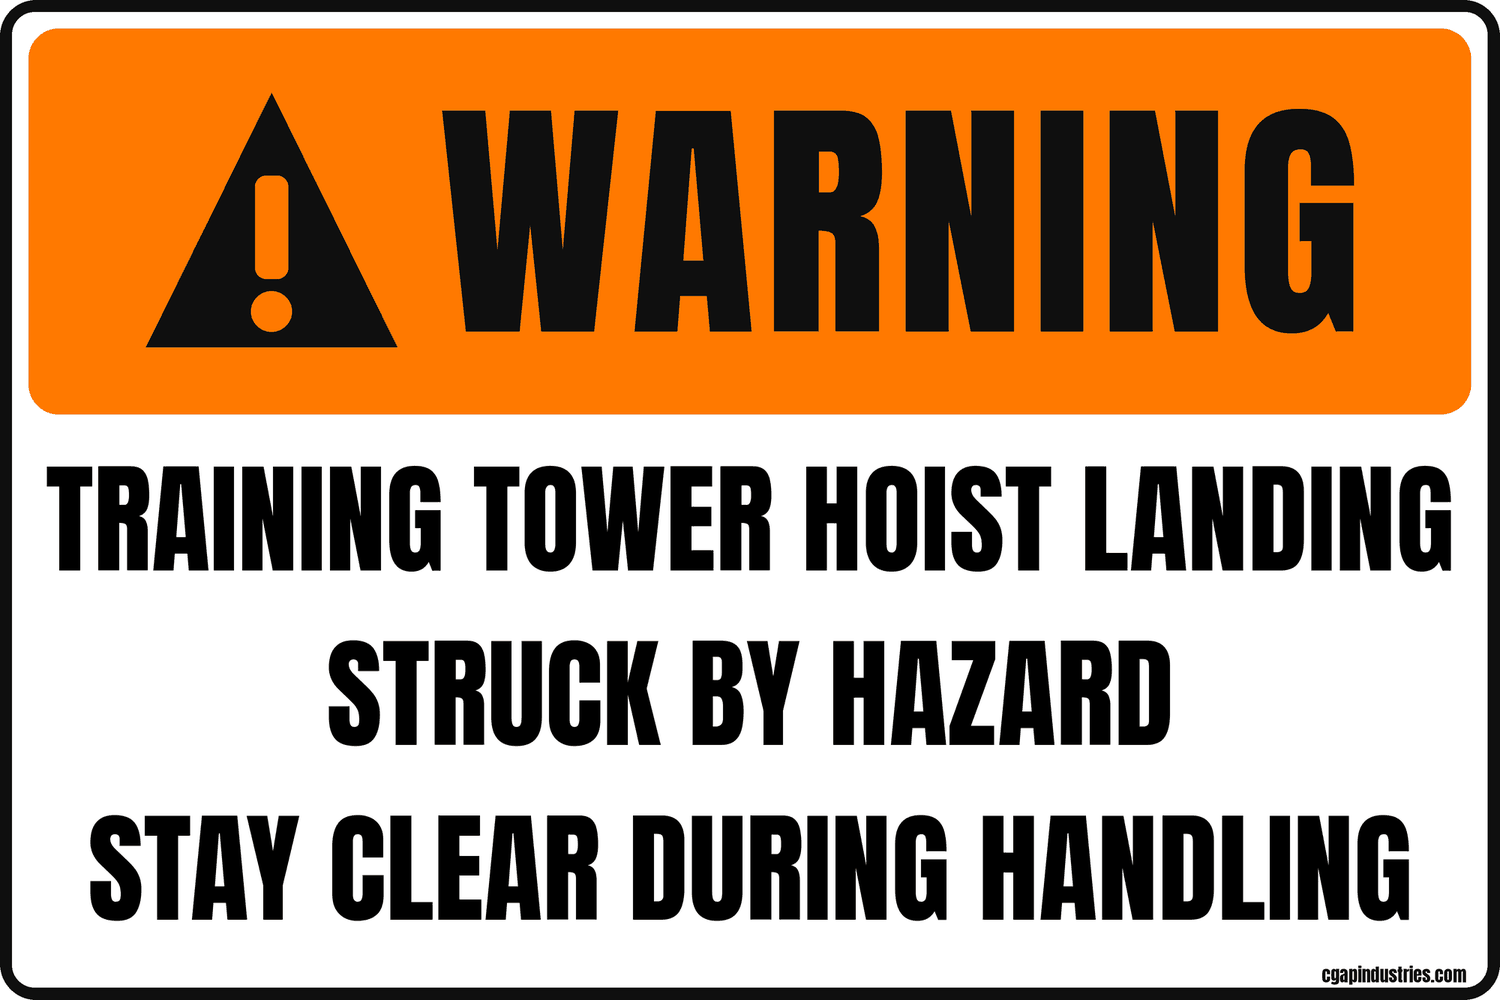 WARNING
TRAINING TOWER HOIST LANDING
STRUCK BY HAZARD
STAY CLEAR DURING HANDLING
cgapindustries.com